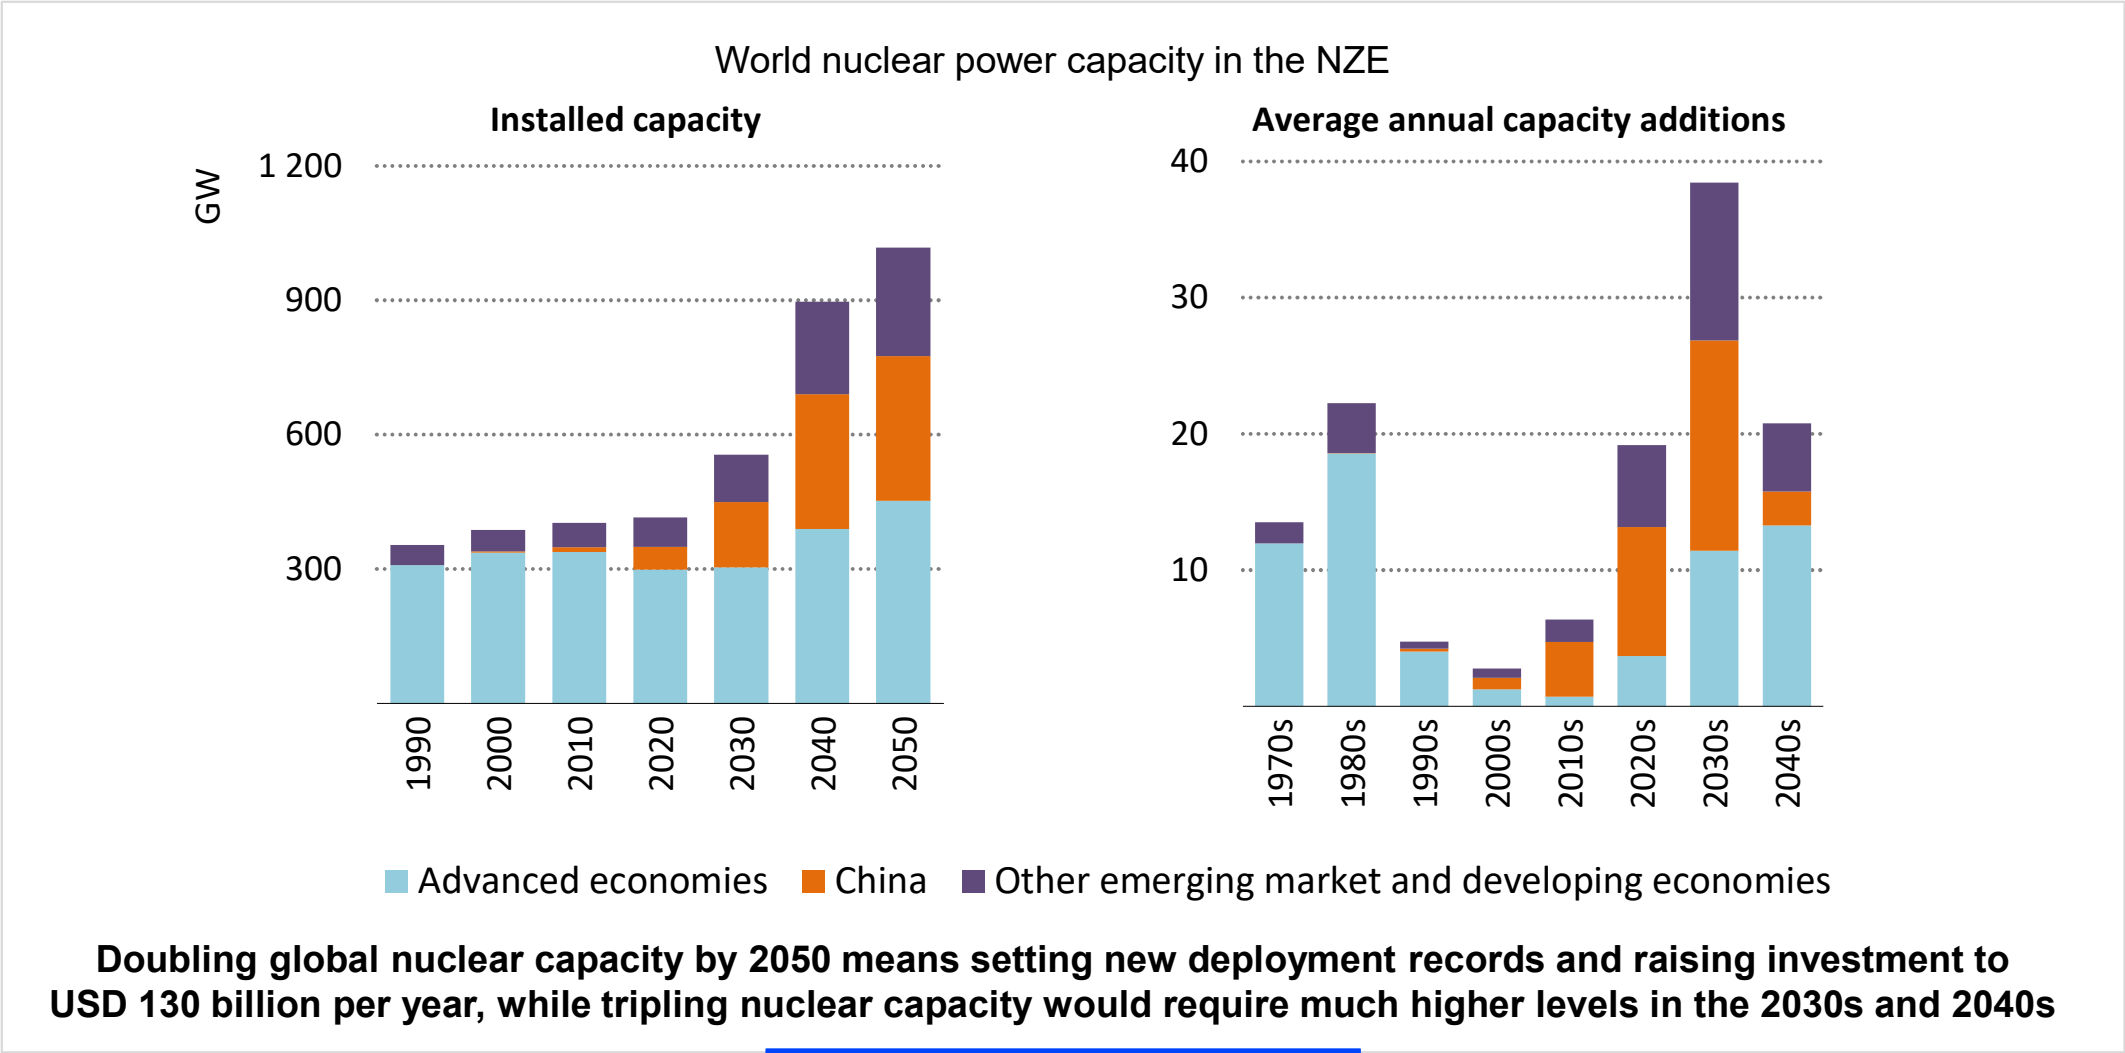 World nuclear power capacity in the NZE
Installed capacity
GW
1 200
900
600
300
1990
2000
2010
2020
2030
2040
2050
Average annual capacity additions
40
30
20
10
1970s
1980s
1990s
2000s
2010s
2020s
2030s
2040s
Advanced economies
China
Other emerging market and developing economies
Doubling global nuclear capacity by 2050 means setting new deployment records and raising investment to
USD 130 billion per year, while tripling nuclear capacity would require much higher levels in the 2030s and 2040s